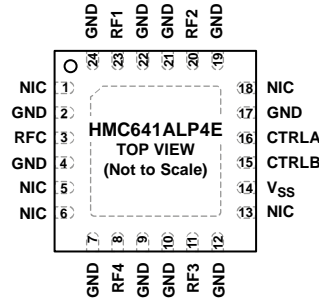 GND RF1 GND GND RF2 GND
24 23 22 21 20 19
NIC 1
GND 2
RFC 3
GND 4
NIC 5
NIC 6
HMC641ALP4E
TOP VIEW
(Not to Scale)
18 NIC
17 GND
16 CTRLA
15 CTRLB
14 VSS
13 NIC
7 8 9 10 11 12
GND RF4 GND GND RF3 GND